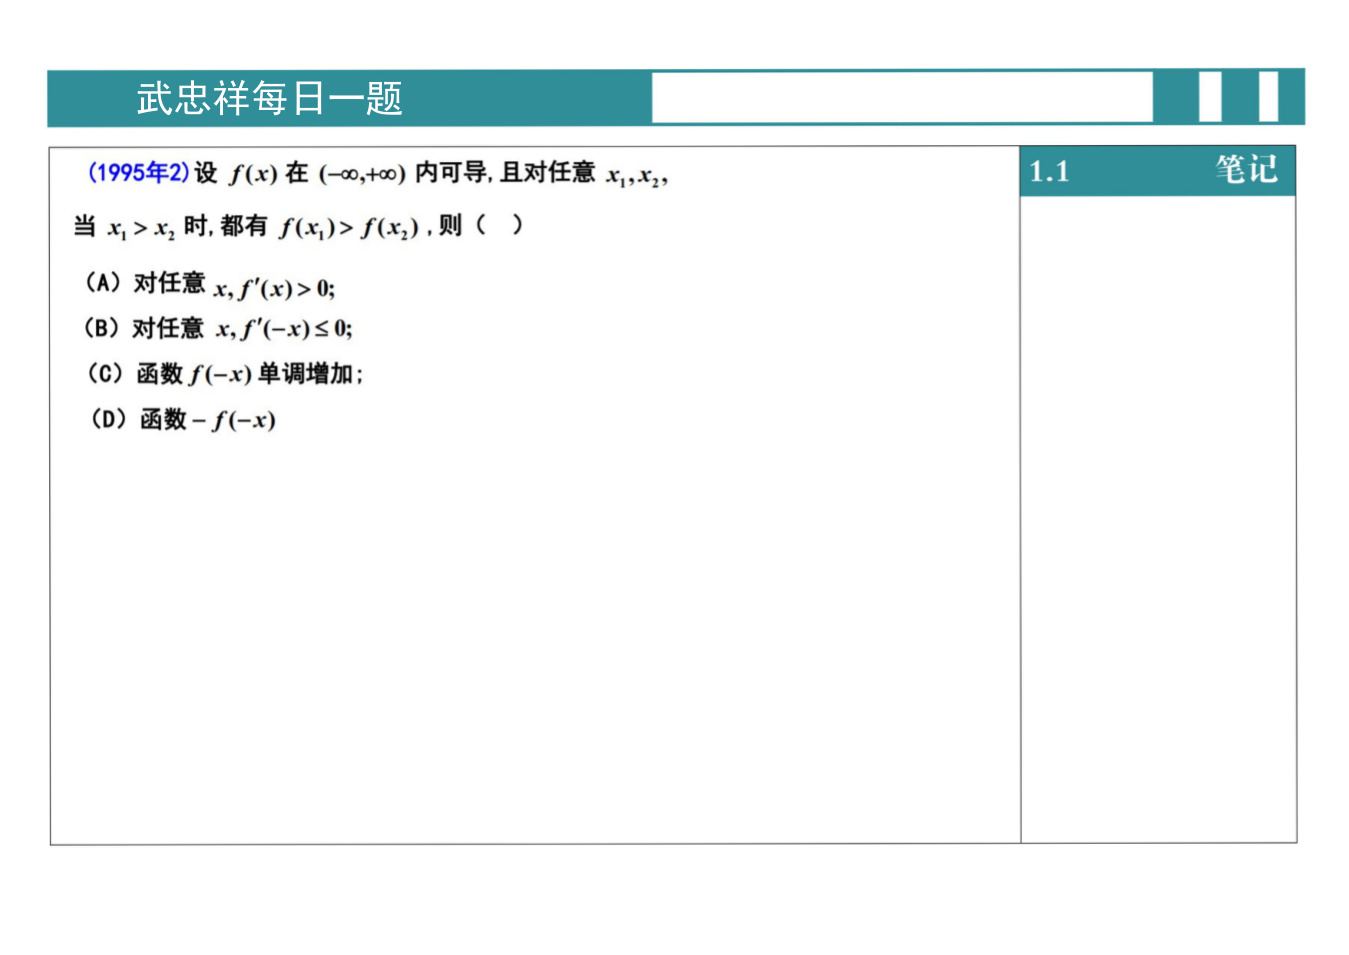 武忠祥每日一题
1.1 笔记
(1995年2)设 f(x) 在 (−∞,+∞) 内可导,且对任意 x₁,x₂,
当 x₁ > x₂ 时,都有 f(x₁)> f(x₂) ,则（ ）
（A）对任意 x, f′(x)> 0;
（B）对任意 x, f′(−x)≤ 0;
（C）函数 f(−x) 单调增加;
（D）函数 − f(−x)